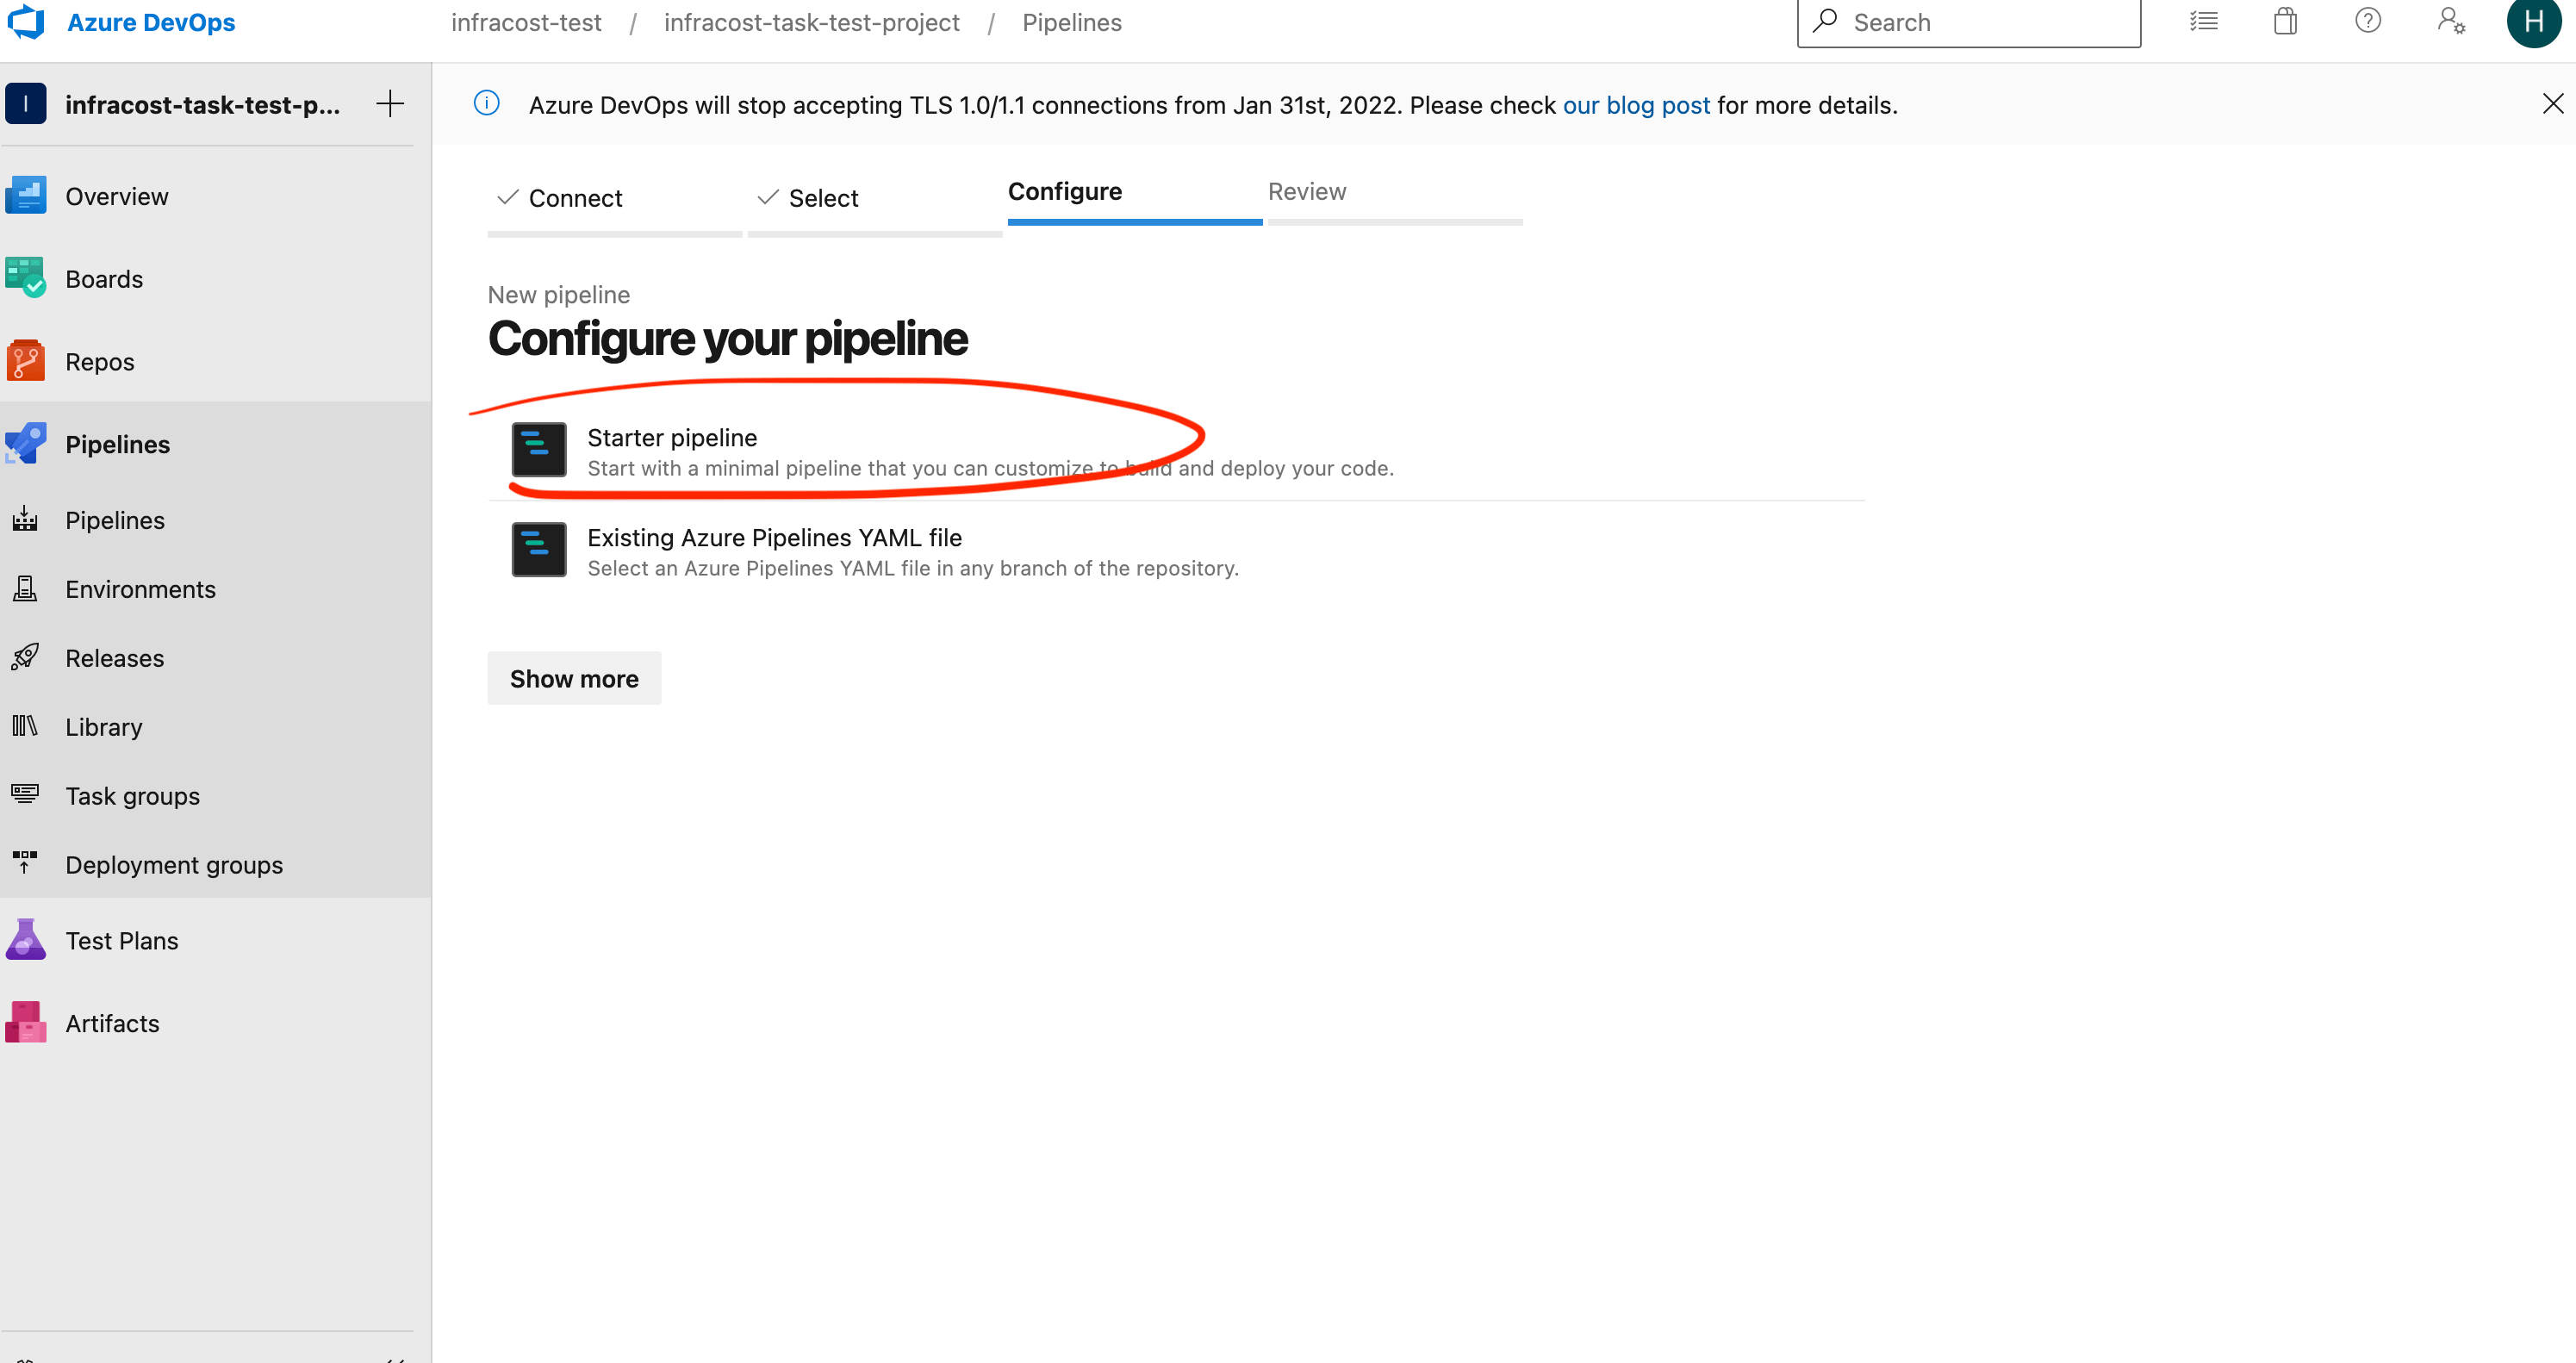 Azure DevOps
infracost-test / infracost-task-test-project / Pipelines
Search
H
I
infracost-task-test-p...
Azure DevOps will stop accepting TLS 1.0/1.1 connections from Jan 31st, 2022. Please check our blog post for more details.
Overview
Boards
Repos
Pipelines
Pipelines
Environments
Releases
Library
Task groups
Deployment groups
Test Plans
Artifacts
Connect
Select
Configure
Review
New pipeline
Configure your pipeline
Starter pipeline
Start with a minimal pipeline that you can customize to build and deploy your code.
Existing Azure Pipelines YAML file
Select an Azure Pipelines YAML file in any branch of the repository.
Show more